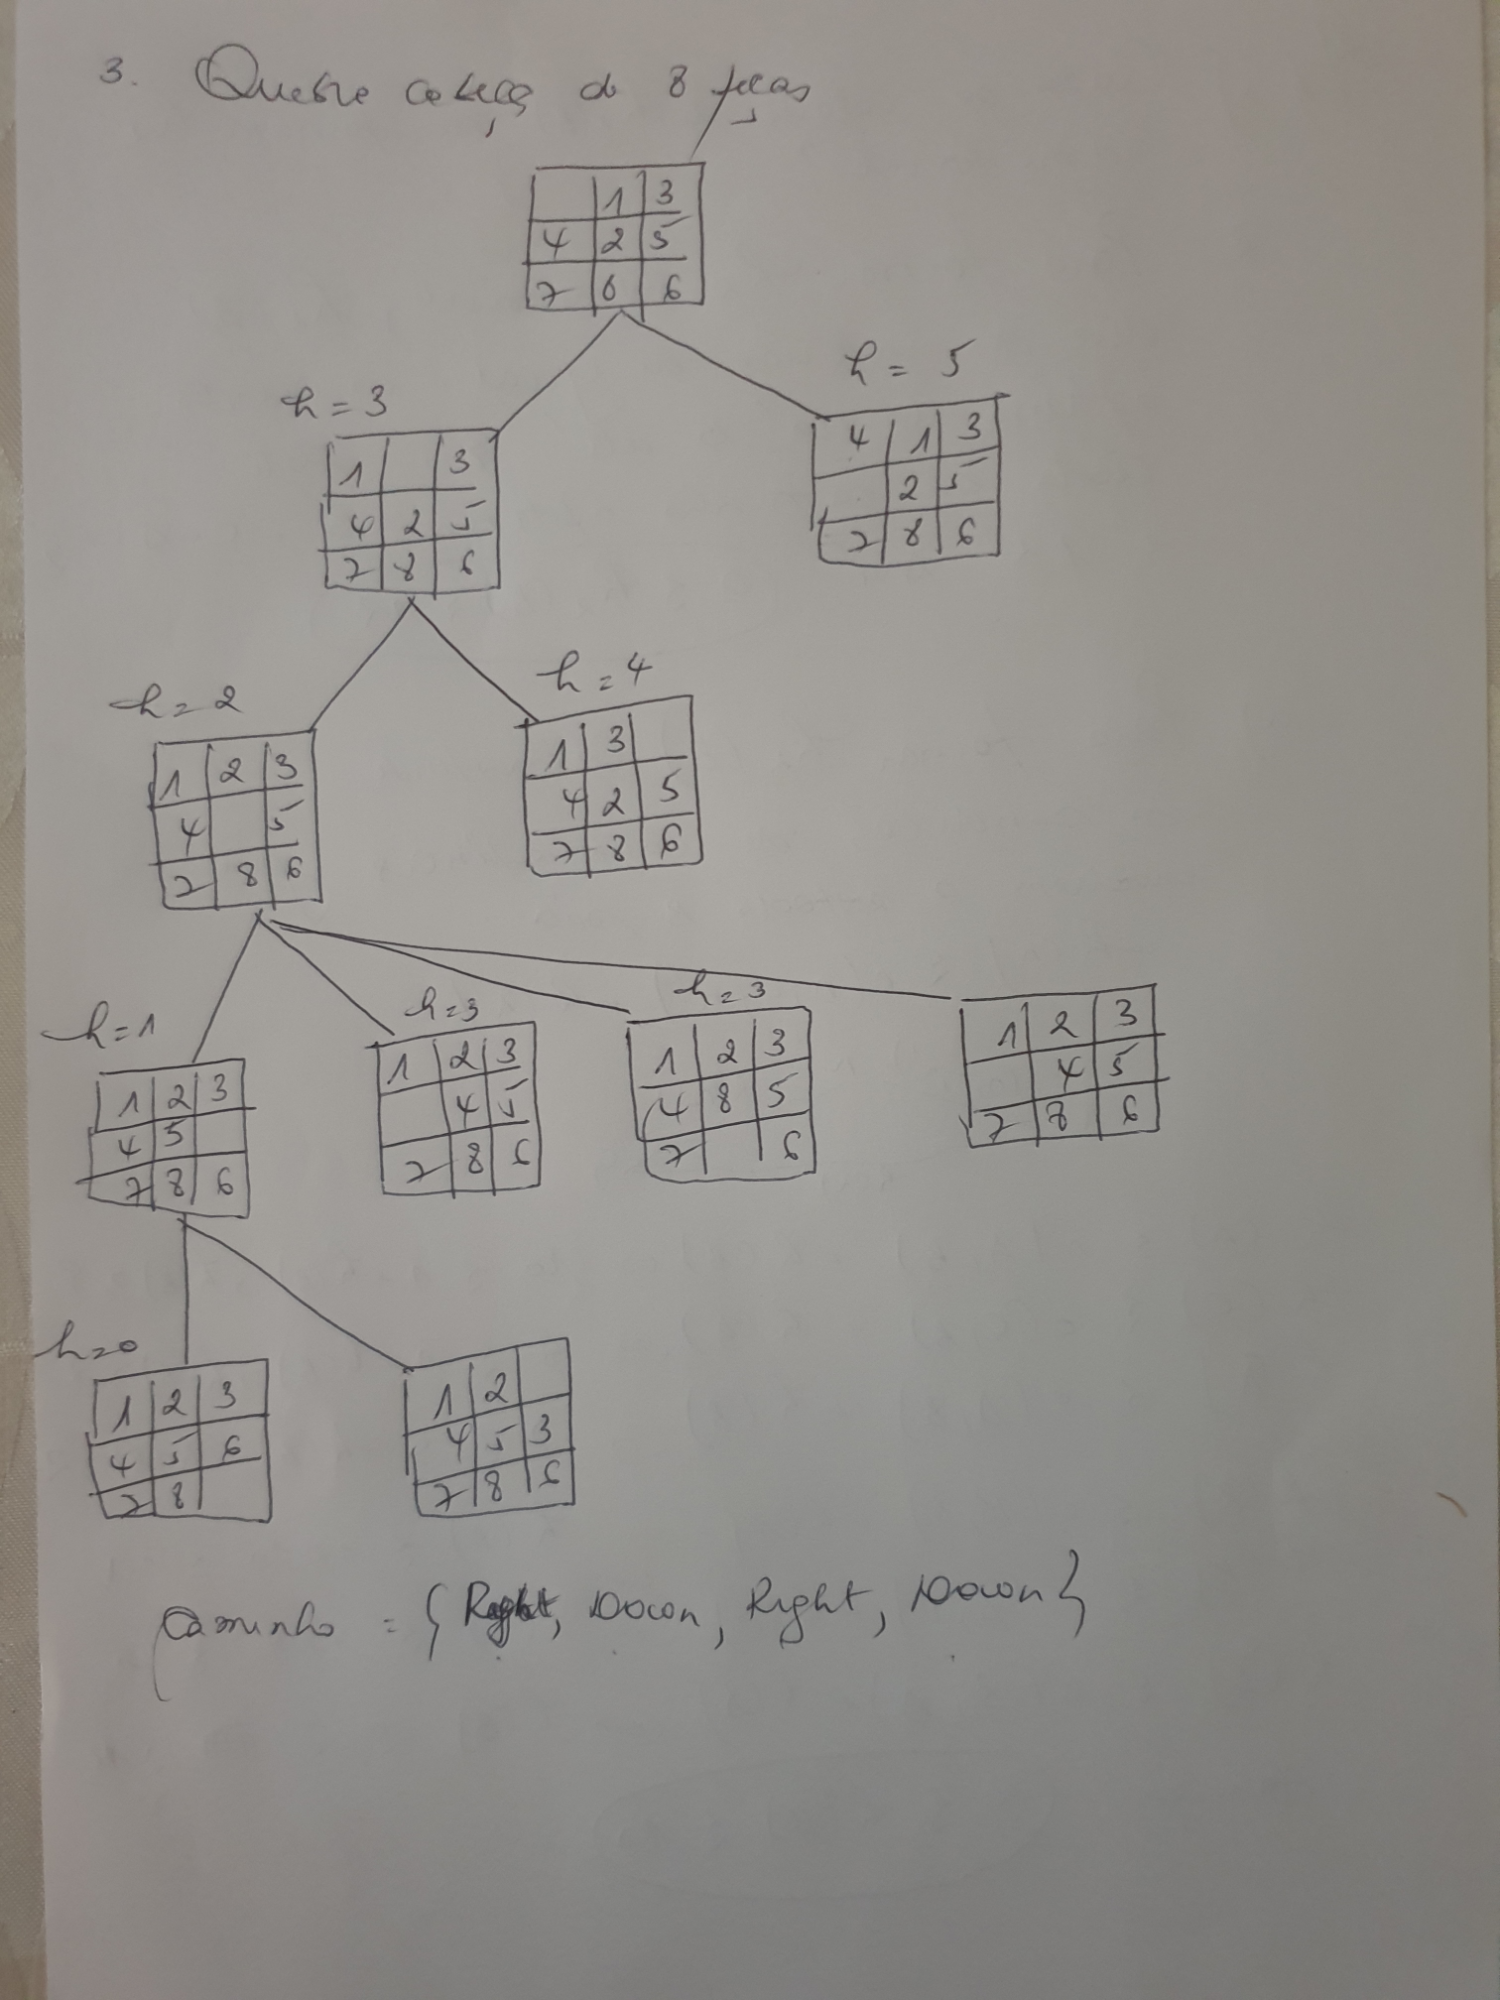 3. Quebra cabeça de 8 peças
1 3
4 2 5
7 8 6
h = 3
1 3
4 2 5
7 8 6
h = 5
4 1 3
2 5
7 8 6
h = 2
1 2 3
4 5
7 8 6
h = 4
1 3
4 2 5
7 8 6
h = 1
1 2 3
4 5
7 8 6
h = 3
1 2 3
4 5
7 8 6
h = 3
1 2 3
4 8 5
7 6
1 2 3
4 5
7 8 6
h = 0
1 2 3
4 5 6
7 8
1 2
4 5 3
7 8 6
Caminho = {Right, Down, Right, Down}